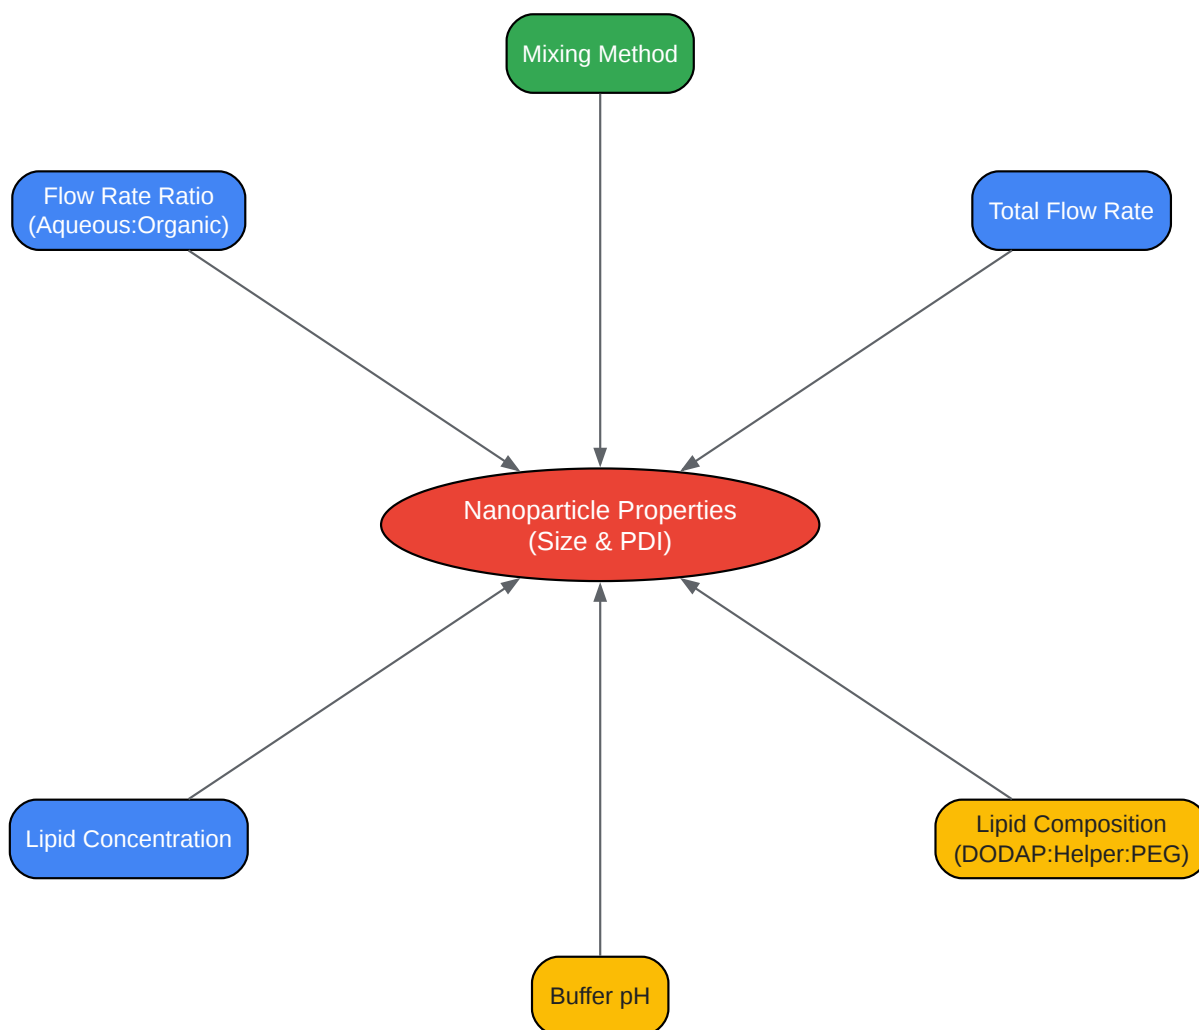 Mixing Method
Flow Rate Ratio
(Aqueous:Organic)
Total Flow Rate
Nanoparticle Properties
(Size & PDI)
Lipid Concentration
Lipid Composition
(DODAP:Helper:PEG)
Buffer pH